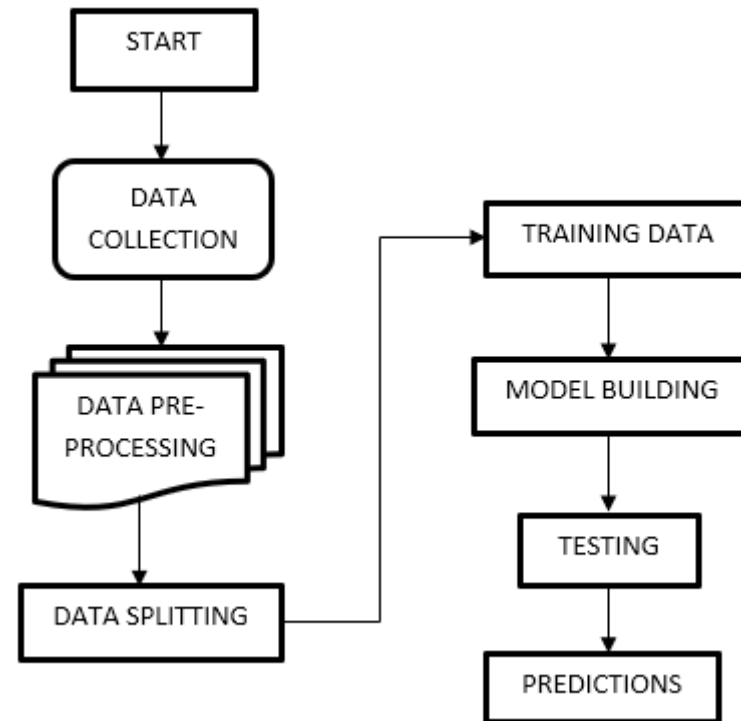 START
DATA
COLLECTION
DATA PRE-
PROCESSING
DATA SPLITTING
TRAINING DATA
MODEL BUILDING
TESTING
PREDICTIONS